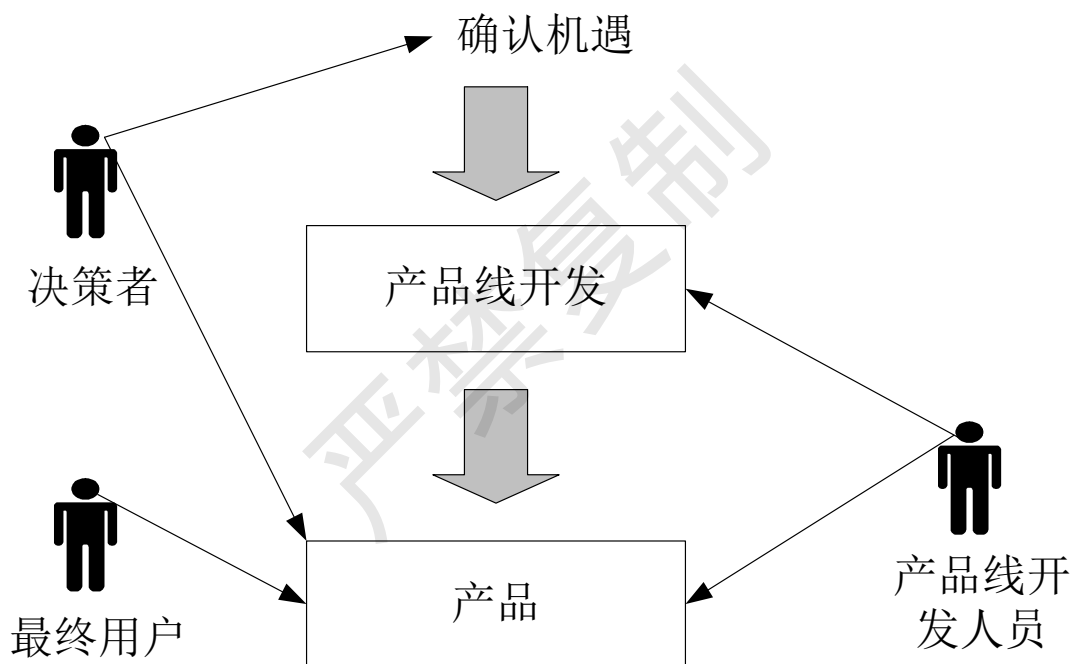 确认机遇
决策者
产品线开发
最终用户
产品
产品线开
发人员
严禁复制